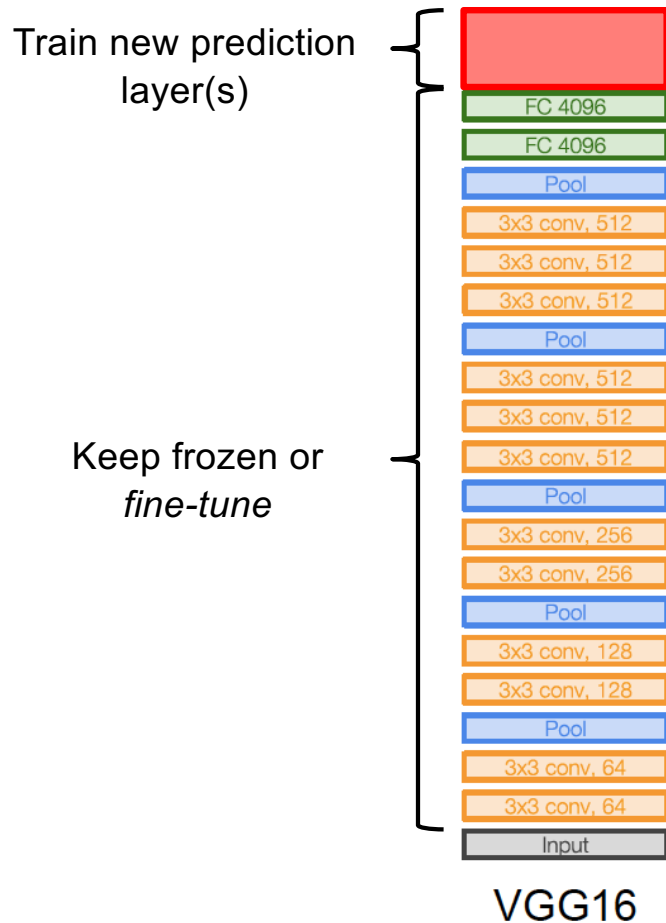 Train new prediction
layer(s)
FC 4096
FC 4096
Pool
3x3 conv, 512
3x3 conv, 512
3x3 conv, 512
Pool
3x3 conv, 512
3x3 conv, 512
3x3 conv, 512
Keep frozen or
fine-tune
Pool
3x3 conv, 256
3x3 conv, 256
Pool
3x3 conv, 128
3x3 conv, 128
Pool
3x3 conv, 64
3x3 conv, 64
Input
VGG16